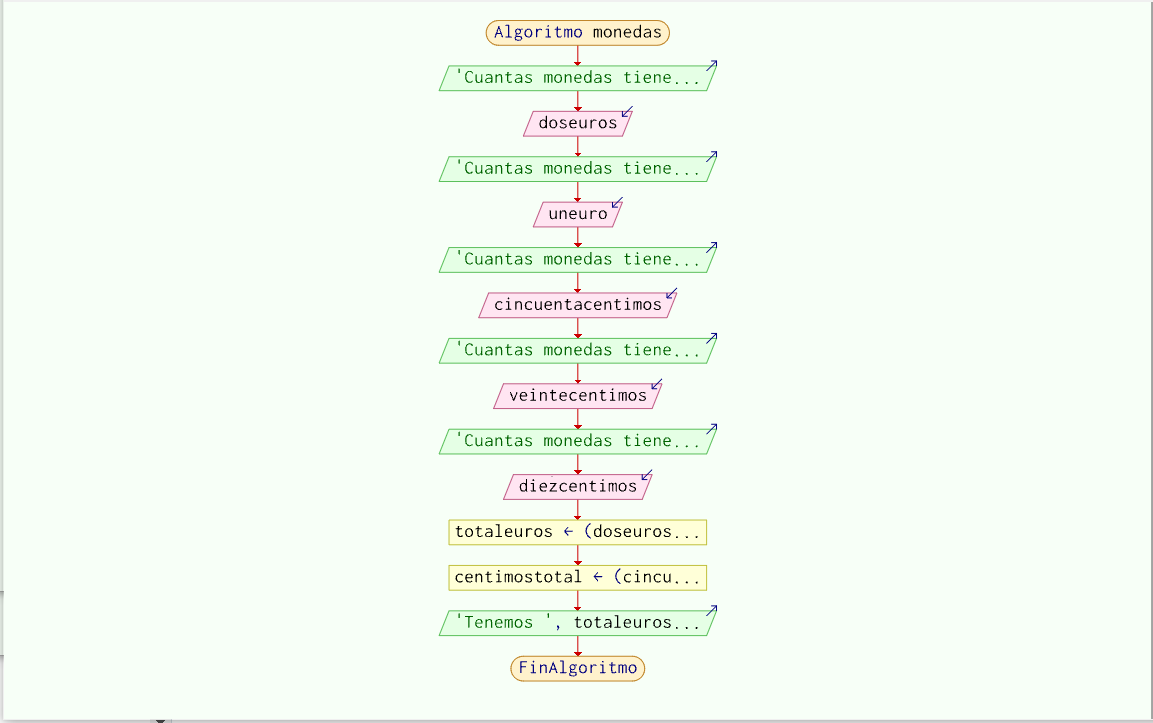 Algoritmo monedas
'Cuantas monedas tiene...
doseuros
'Cuantas monedas tiene...
uneuro
'Cuantas monedas tiene...
cincuentacentimos
'Cuantas monedas tiene...
veintecentimos
'Cuantas monedas tiene...
diezcentimos
totaleuros ← (doseuros...
centimostotal ← (cincu...
'Tenemos ', totaleuros...
FinAlgoritmo